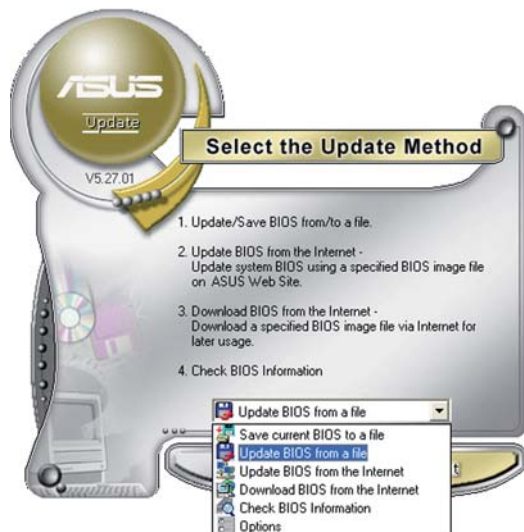 ASUS
Update
V5.27.01
Select the Update Method
1. Update/Save BIOS from/to a file.
2. Update BIOS from the Internet -
Update system BIOS using a specified BIOS image file
on ASUS Web Site.
3. Download BIOS from the Internet -
Download a specified BIOS image file via Internet for
later usage.
4. Check BIOS Information
Update BIOS from a file
Save current BIOS to a file
Update BIOS from a file
Update BIOS from the Internet
Download BIOS from the Internet
Check BIOS Information
Options